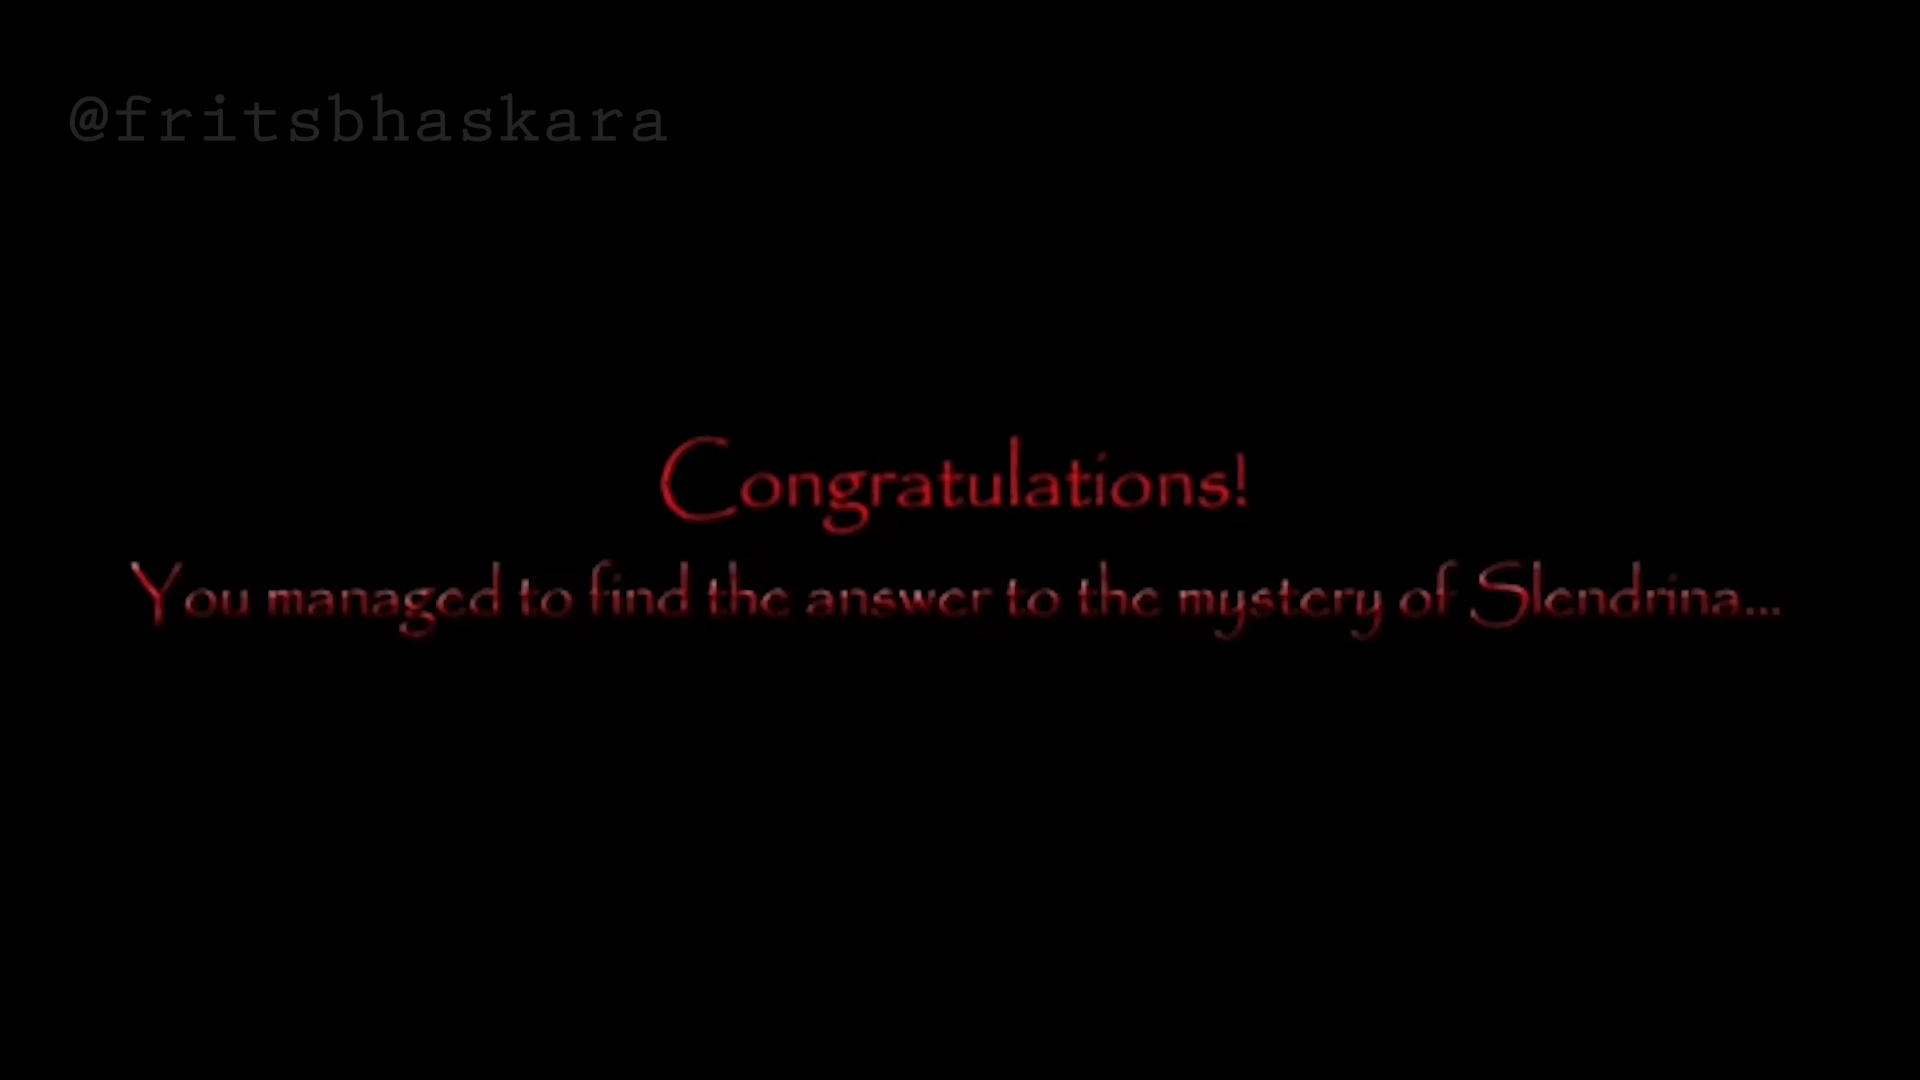 @fritsbhaskara
Congratulations!
You managed to find the answer to the mystery of Slendrina...